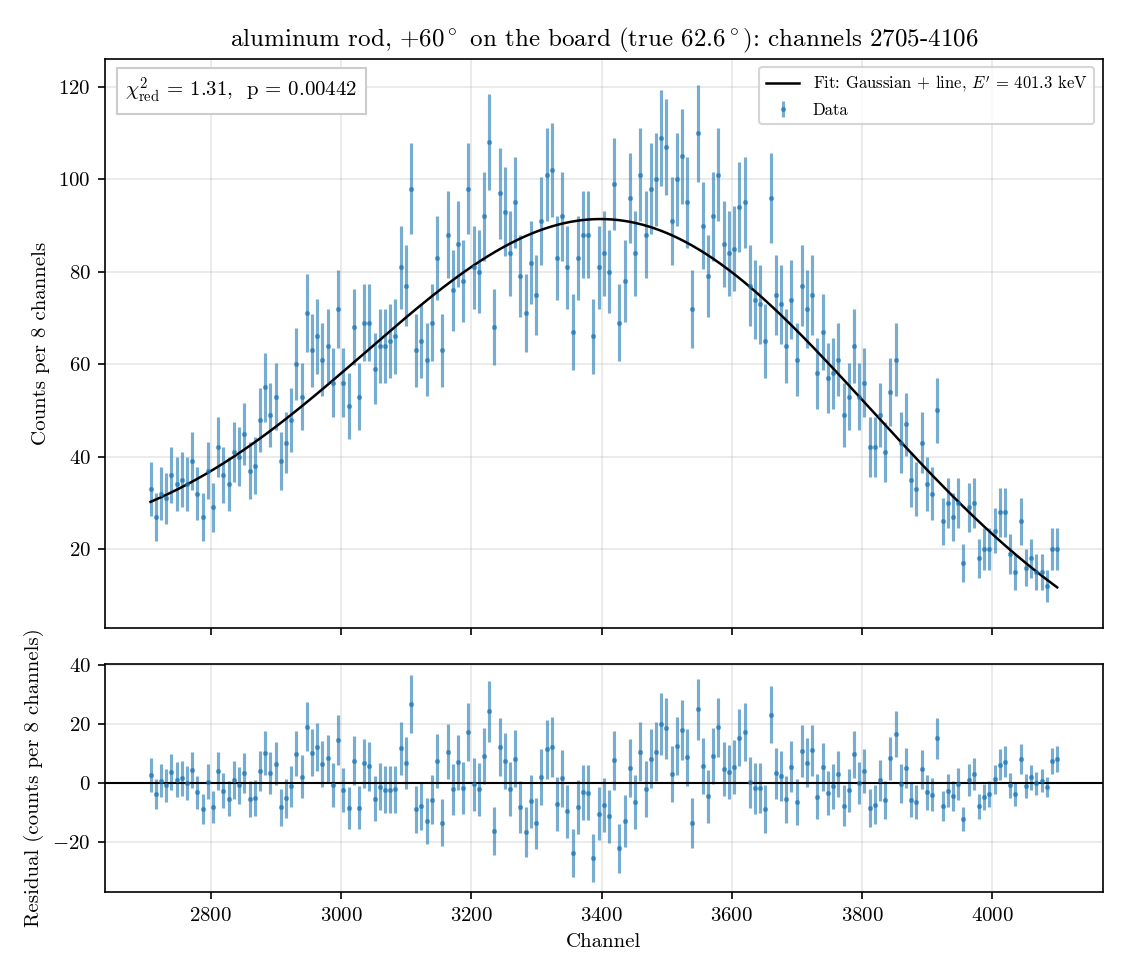 aluminum rod, +60° on the board (true 62.6°): channels 2705-4106
χ²red = 1.31, p = 0.00442
Fit: Gaussian + line, E′ = 401.3 keV
Data
Counts per 8 channels
120
100
80
60
40
20
Residual (counts per 8 channels)
40
20
0
−20
2800
3000
3200
3400
3600
3800
4000
Channel